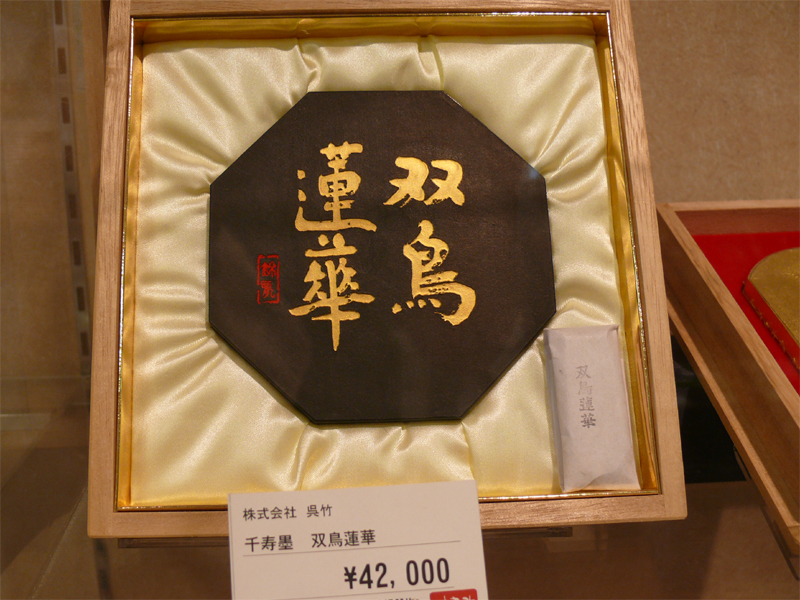 双鳥
蓮華
双鳥蓮華
株式会社 呉竹
千寿墨 双鳥蓮華
¥42,000